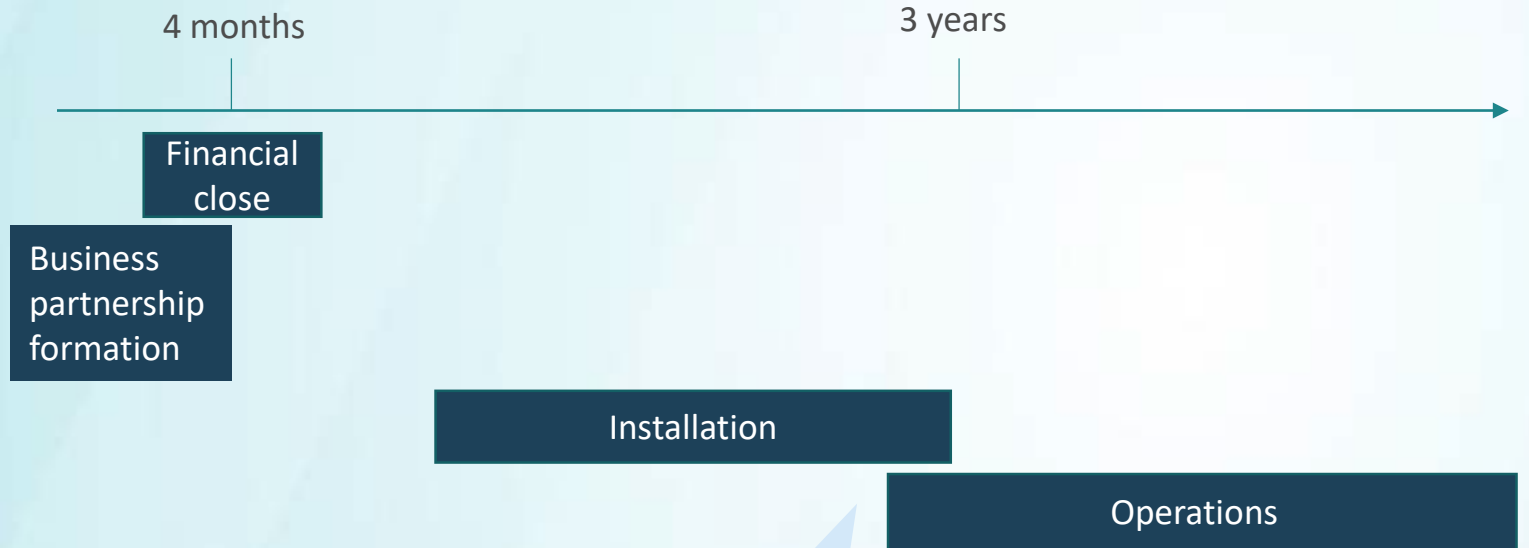 4 months
3 years
Financial
close
Business
partnership
formation
Installation
Operations